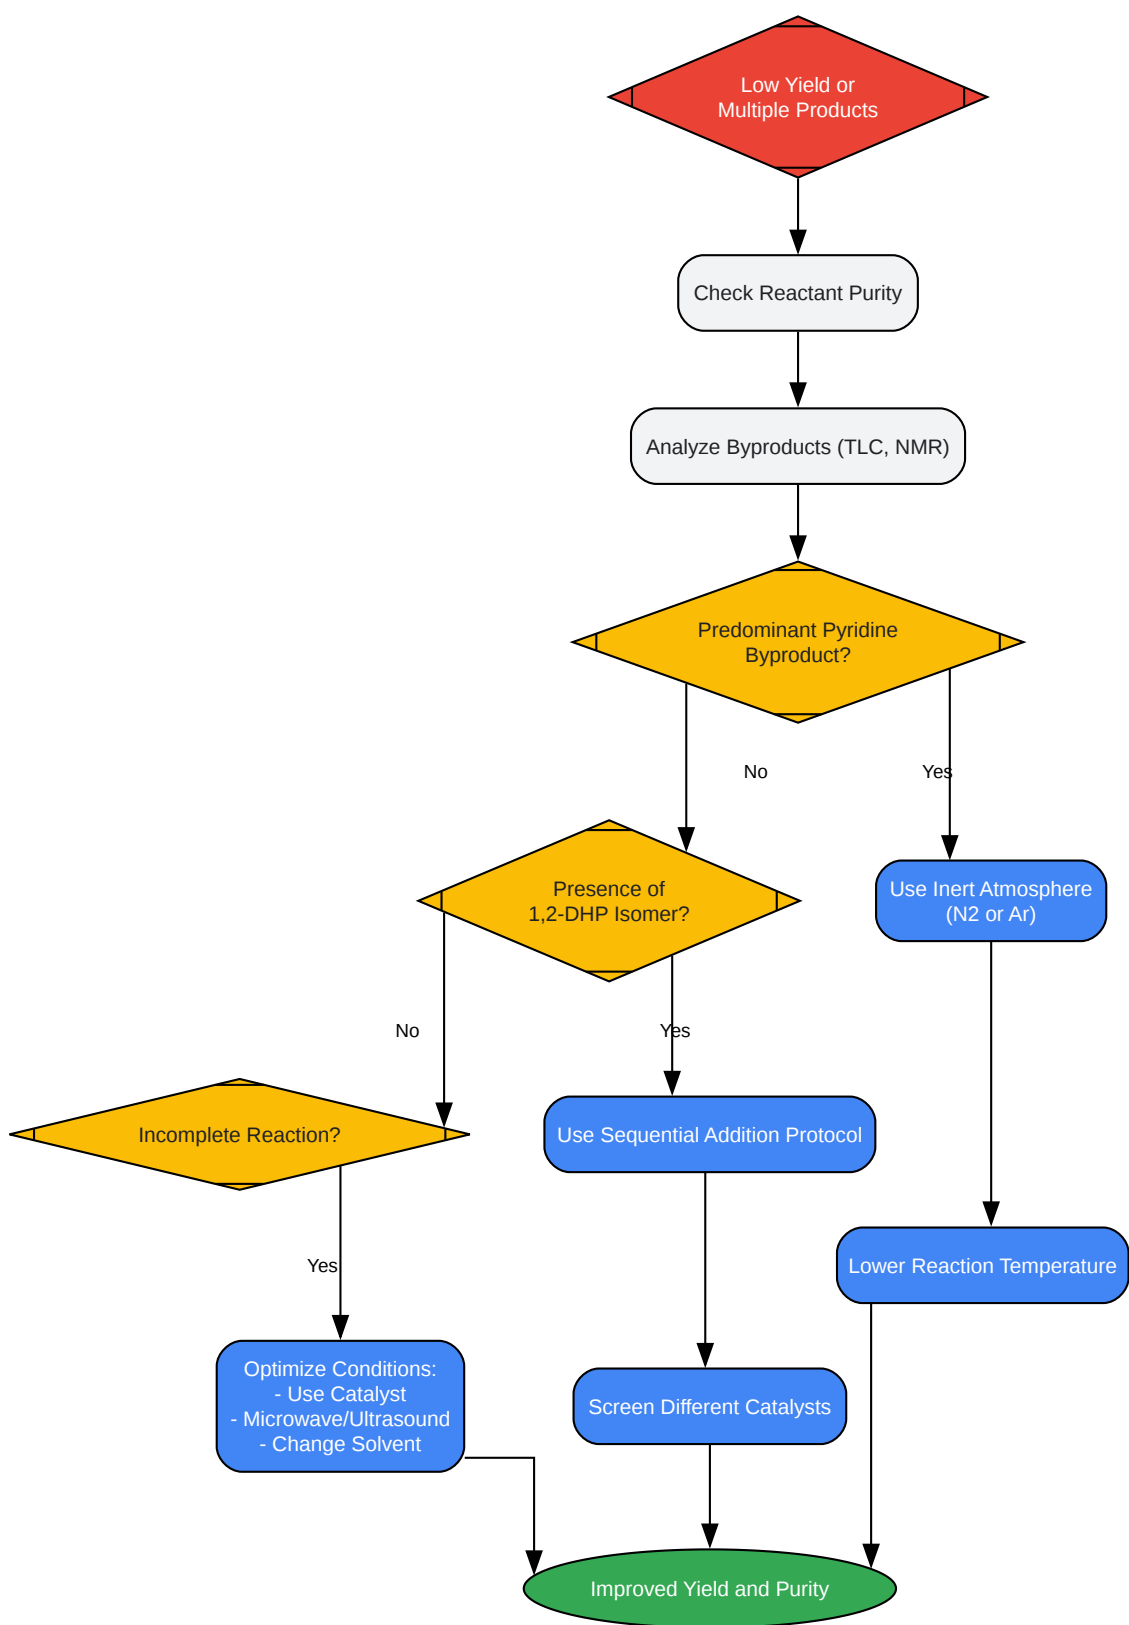 Low Yield or
Multiple Products
Check Reactant Purity
Analyze Byproducts (TLC, NMR)
Predominant Pyridine
Byproduct?
No
Yes
Presence of
1,2-DHP Isomer?
Use Inert Atmosphere
(N2 or Ar)
No
Yes
Incomplete Reaction?
Use Sequential Addition Protocol
Yes
Lower Reaction Temperature
Optimize Conditions:
- Use Catalyst
- Microwave/Ultrasound
- Change Solvent
Screen Different Catalysts
Improved Yield and Purity